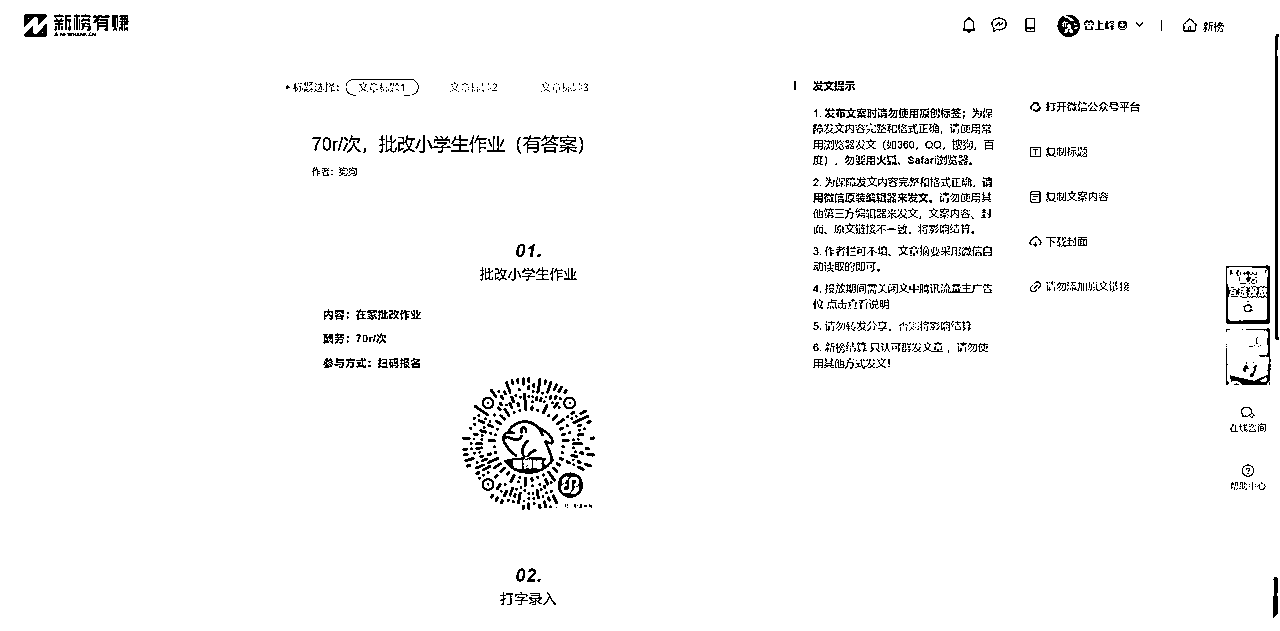 新榜有赚
曾上峰
新榜
标题选择:
文章标题1
文章标题2
文章标题3
70r/次，批改小学生作业（有答案）
作者：狗狗
01.
批改小学生作业
内容：在家批改作业
酬劳：70r/次
参与方式：扫码报名
02.
打字录入
发文提示
1. 发布文案时请勿使用原创标签；为保
障发文内容完整和格式正确，请使用常
用浏览器发文（如360，QQ，搜狗，百
度），勿要用火狐、Safari浏览器。
2. 为保障发文内容完整和格式正确，请
用微信原装编辑器来发文。请勿使用其
他第三方编辑器来发文，文案内容、封
面、原文链接不一致，将影响结算。
3. 作者栏可不填、文章摘要采用微信自
动读取的即可。
4. 投放期间需关闭文中腾讯流量主广告
位 点击查看说明
5. 请勿转发分享，否则将影响结算
6. 新榜结算 只认可群发文章，请勿使
用其他方式发文！
打开微信公众号平台
复制标题
复制文案内容
下载封面
请勿添加原文链接
在线咨询
帮助中心